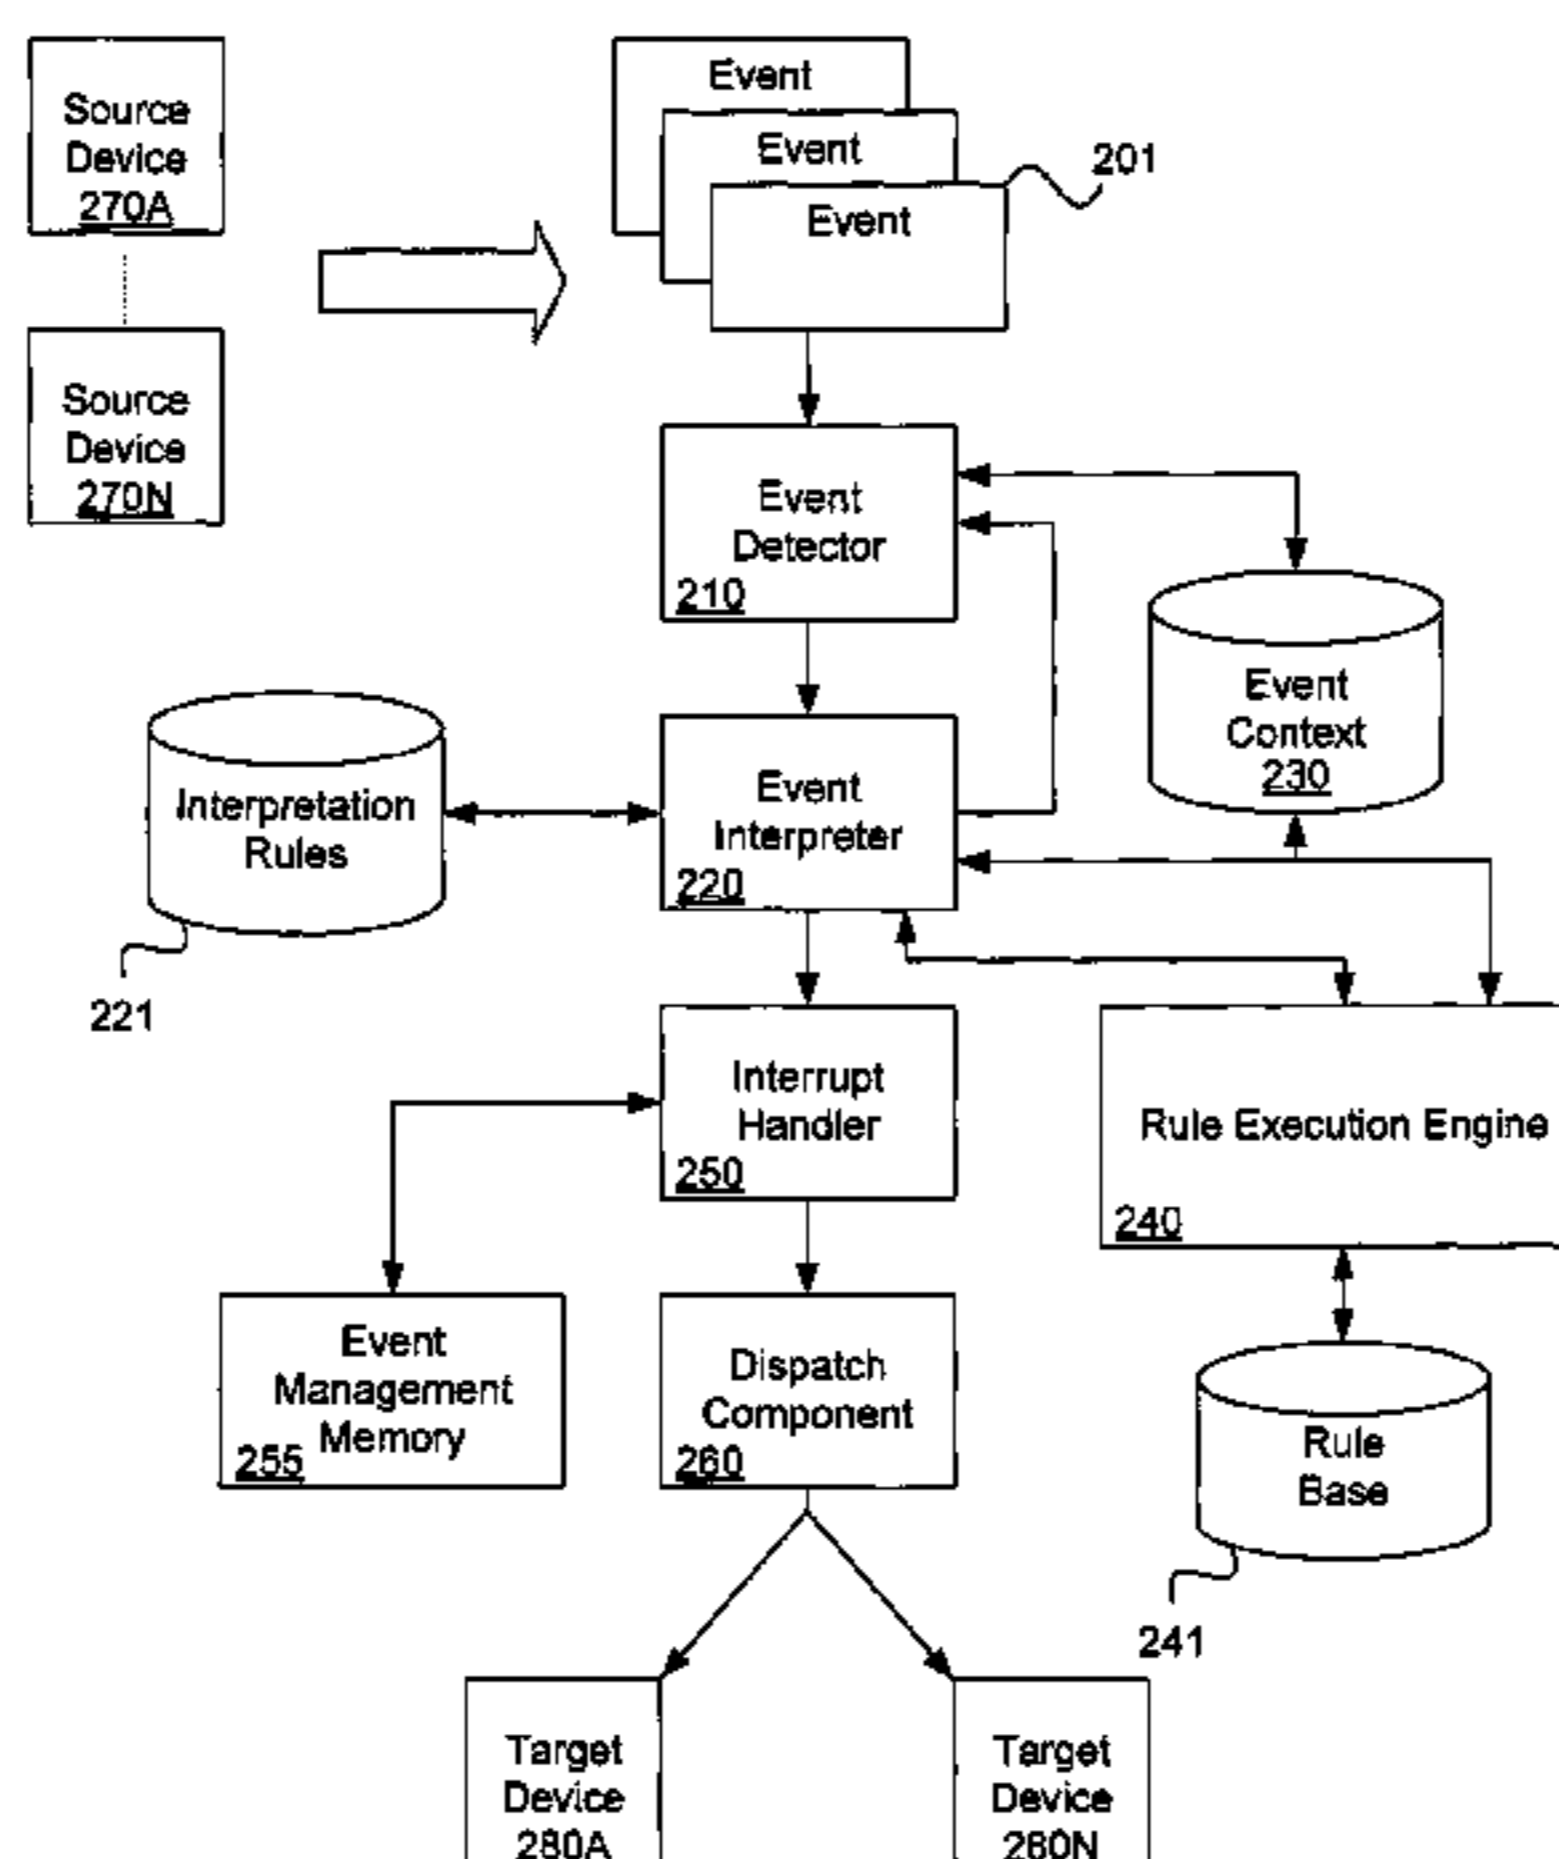 Source
Device
270A
Source
Device
270N
Event
Event
Event
201
Event
Detector
210
Event
Context
230
Interpretation
Rules
221
Event
Interpreter
220
Interrupt
Handler
250
Rule Execution Engine
240
Event
Management
Memory
255
Dispatch
Component
260
Rule
Base
241
Target
Device
280A
Target
Device
280N